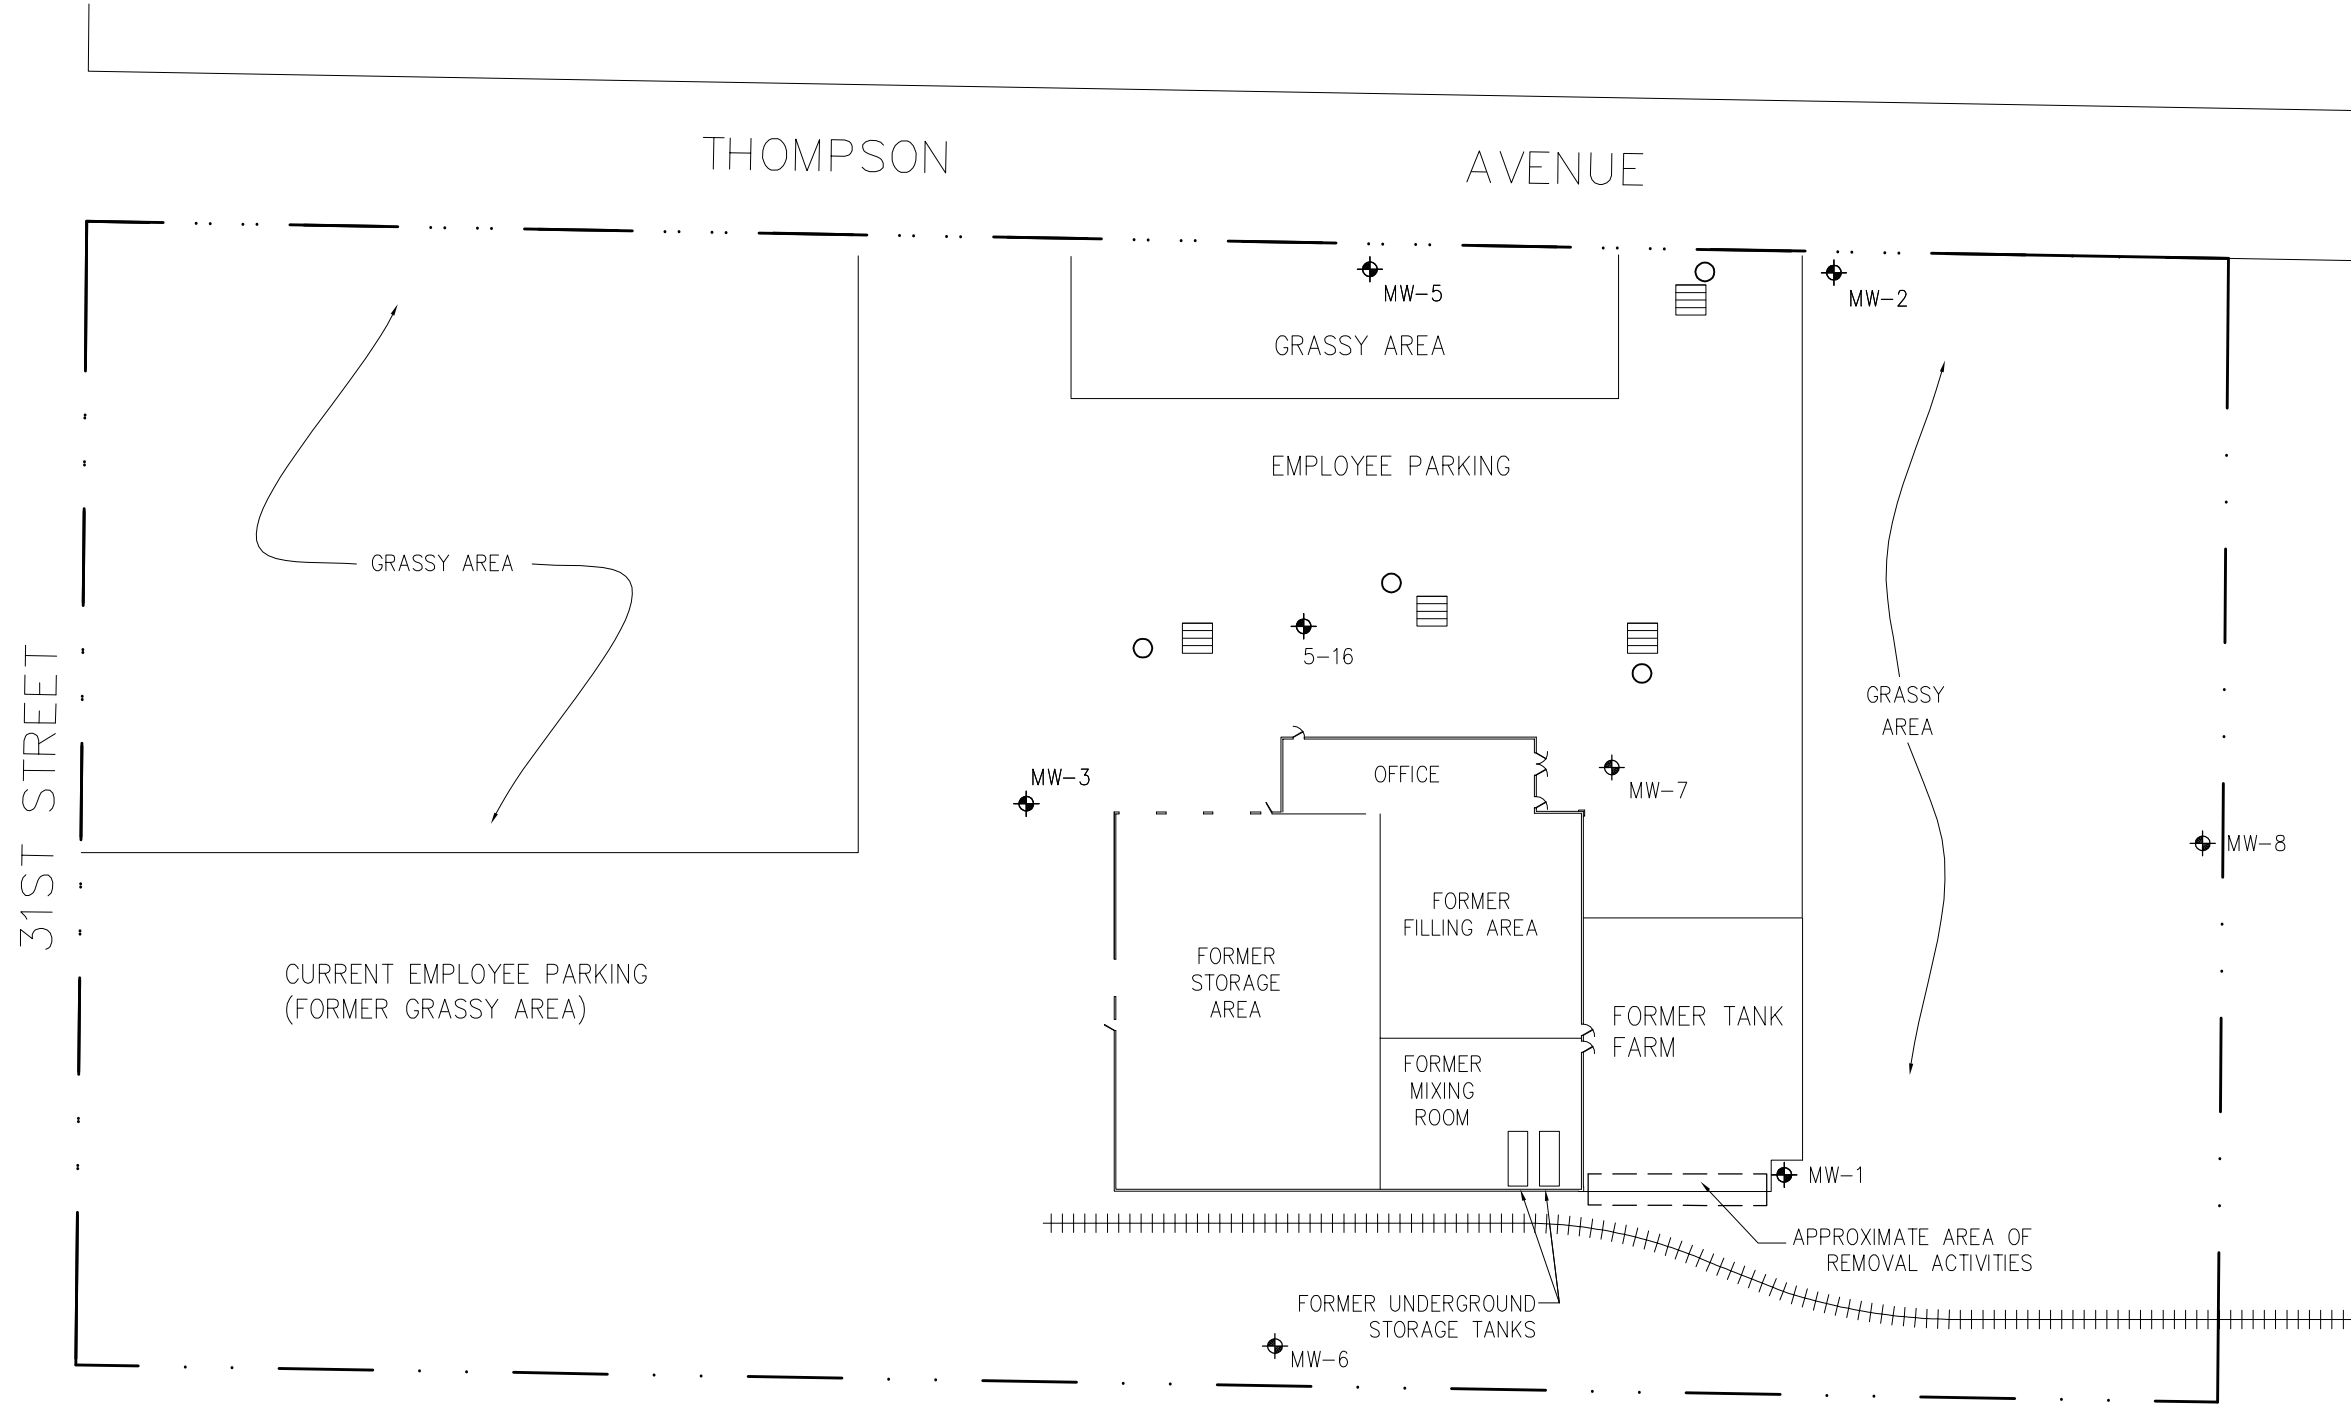 THOMPSON AVENUE
MW-5
MW-2
GRASSY AREA
EMPLOYEE PARKING
GRASSY AREA
31ST STREET
5-16
GRASSY
AREA
MW-3
OFFICE
MW-7
MW-8
FORMER
FILLING AREA
FORMER
STORAGE
AREA
CURRENT EMPLOYEE PARKING
(FORMER GRASSY AREA)
FORMER TANK
FARM
FORMER
MIXING
ROOM
MW-1
APPROXIMATE AREA OF
REMOVAL ACTIVITIES
FORMER UNDERGROUND
STORAGE TANKS
MW-6